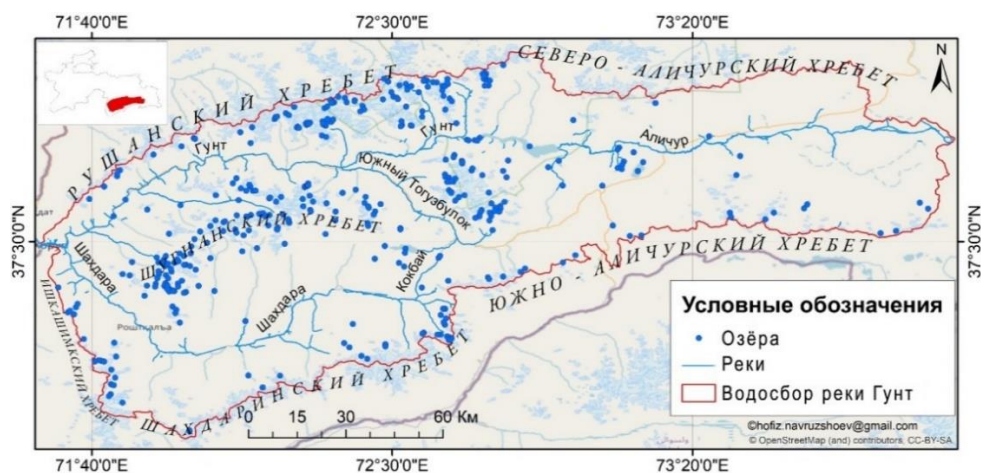 71°40'0"E
72°30'0"E
73°20'0"E
N
СЕВЕРО - АЛИЧУРСКИЙ ХРЕБЕТ
РУШАНСКИЙ ХРЕБЕТ
Гунт
Гунт
Аличур
Южный Тогузбулок
ШУГНАНСКИЙ ХРЕБЕТ
37°30'0"N
37°30'0"N
Шахдара
Кокбай
ЮЖНО - АЛИЧУРСКИЙ ХРЕБЕТ
Шахдара
Рошткалъа
ИШКАШИМСКИЙ ХРЕБЕТ
ШАХДАРИНСКИЙ ХРЕБЕТ
0 15 30 60 Км
Условные обозначения
Озёра
Реки
Водосбор реки Гунт
©hofiz.navruzshoev@gmail.com
© OpenStreetMap (and) contributors, CC-BY-SA
71°40'0"E
72°30'0"E
73°20'0"E